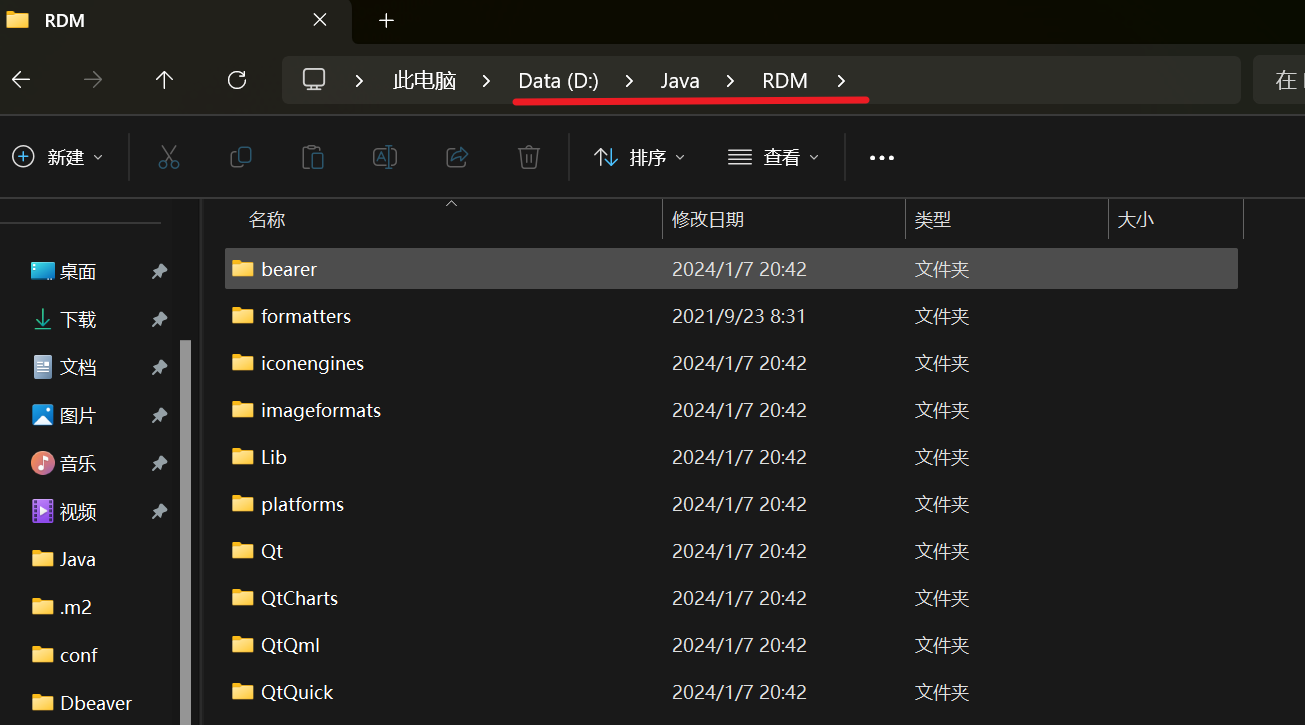 RDM
此电脑 Data (D:) Java RDM 在
新建 排序 查看
名称 修改日期 类型 大小
桌面
下载
文档
图片
音乐
视频
Java
.m2
conf
Dbeaver
bearer 2024/1/7 20:42 文件夹
formatters 2021/9/23 8:31 文件夹
iconengines 2024/1/7 20:42 文件夹
imageformats 2024/1/7 20:42 文件夹
Lib 2024/1/7 20:42 文件夹
platforms 2024/1/7 20:42 文件夹
Qt 2024/1/7 20:42 文件夹
QtCharts 2024/1/7 20:42 文件夹
QtQml 2024/1/7 20:42 文件夹
QtQuick 2024/1/7 20:42 文件夹